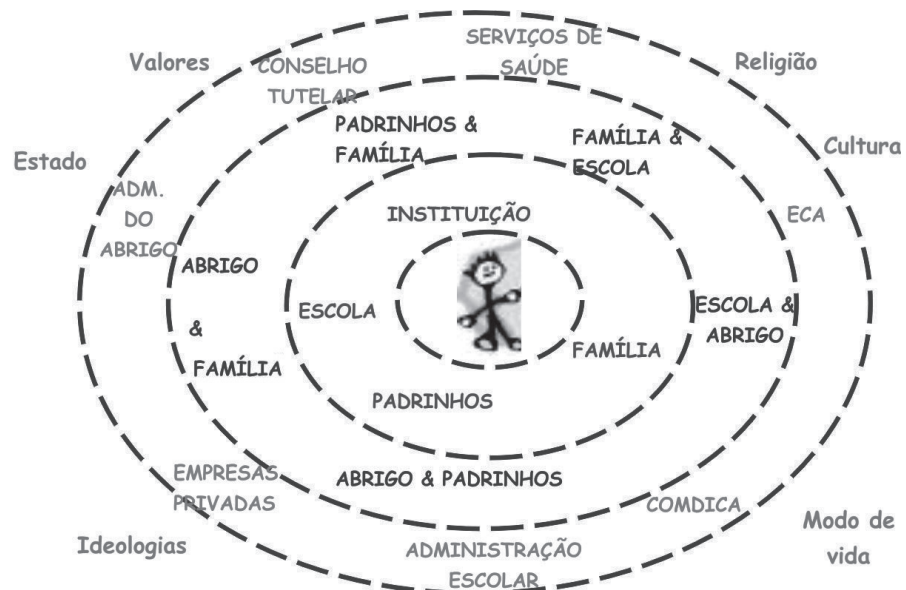 SERVIÇOS DE
SAÚDE
Valores
CONSELHO
TUTELAR
Religião
PADRINHOS &
FAMÍLIA
FAMÍLIA &
ESCOLA
Estado
Cultura
ADM.
DO
ABRIGO
INSTITUIÇÃO
ECA
ABRIGO
&
FAMÍLIA
ESCOLA
ESCOLA &
ABRIGO
FAMÍLIA
PADRINHOS
EMPRESAS
PRIVADAS
ABRIGO & PADRINHOS
COMDICA
Ideologias
ADMINISTRAÇÃO
ESCOLAR
Modo de
vida